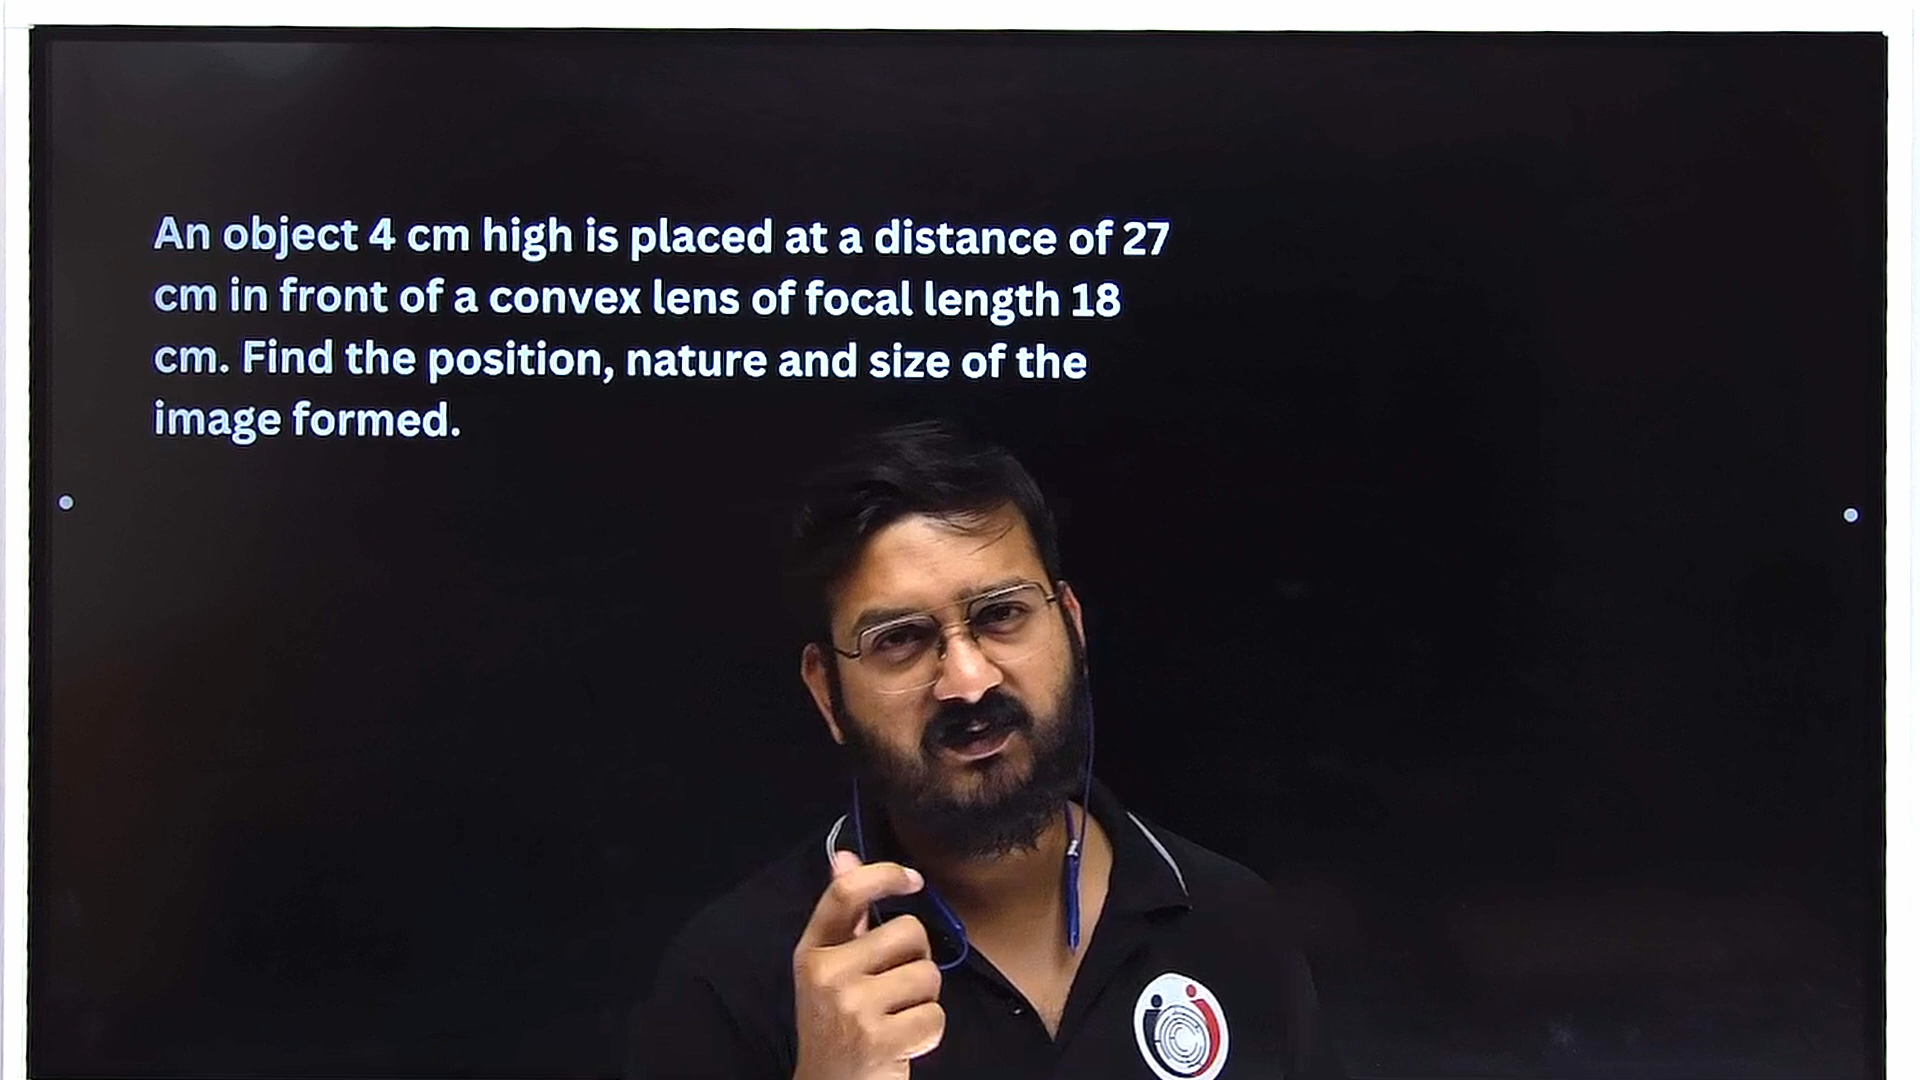 An object 4 cm high is placed at a distance of 27
cm in front of a convex lens of focal length 18
cm. Find the position, nature and size of the
image formed.